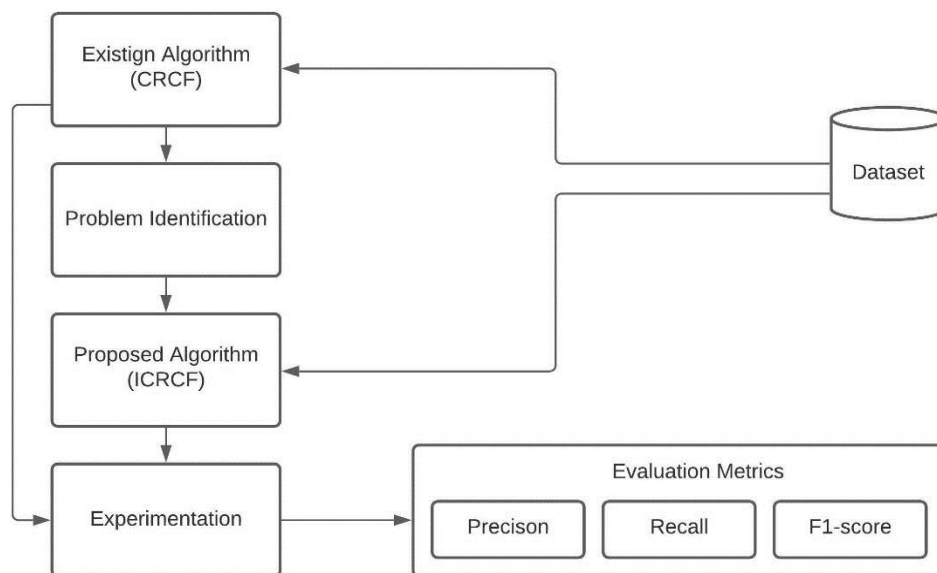 Existign Algorithm
(CRCF)
Dataset
Problem Identification
Proposed Algorithm
(ICRCF)
Experimentation
Evaluation Metrics
Precison
Recall
F1-score